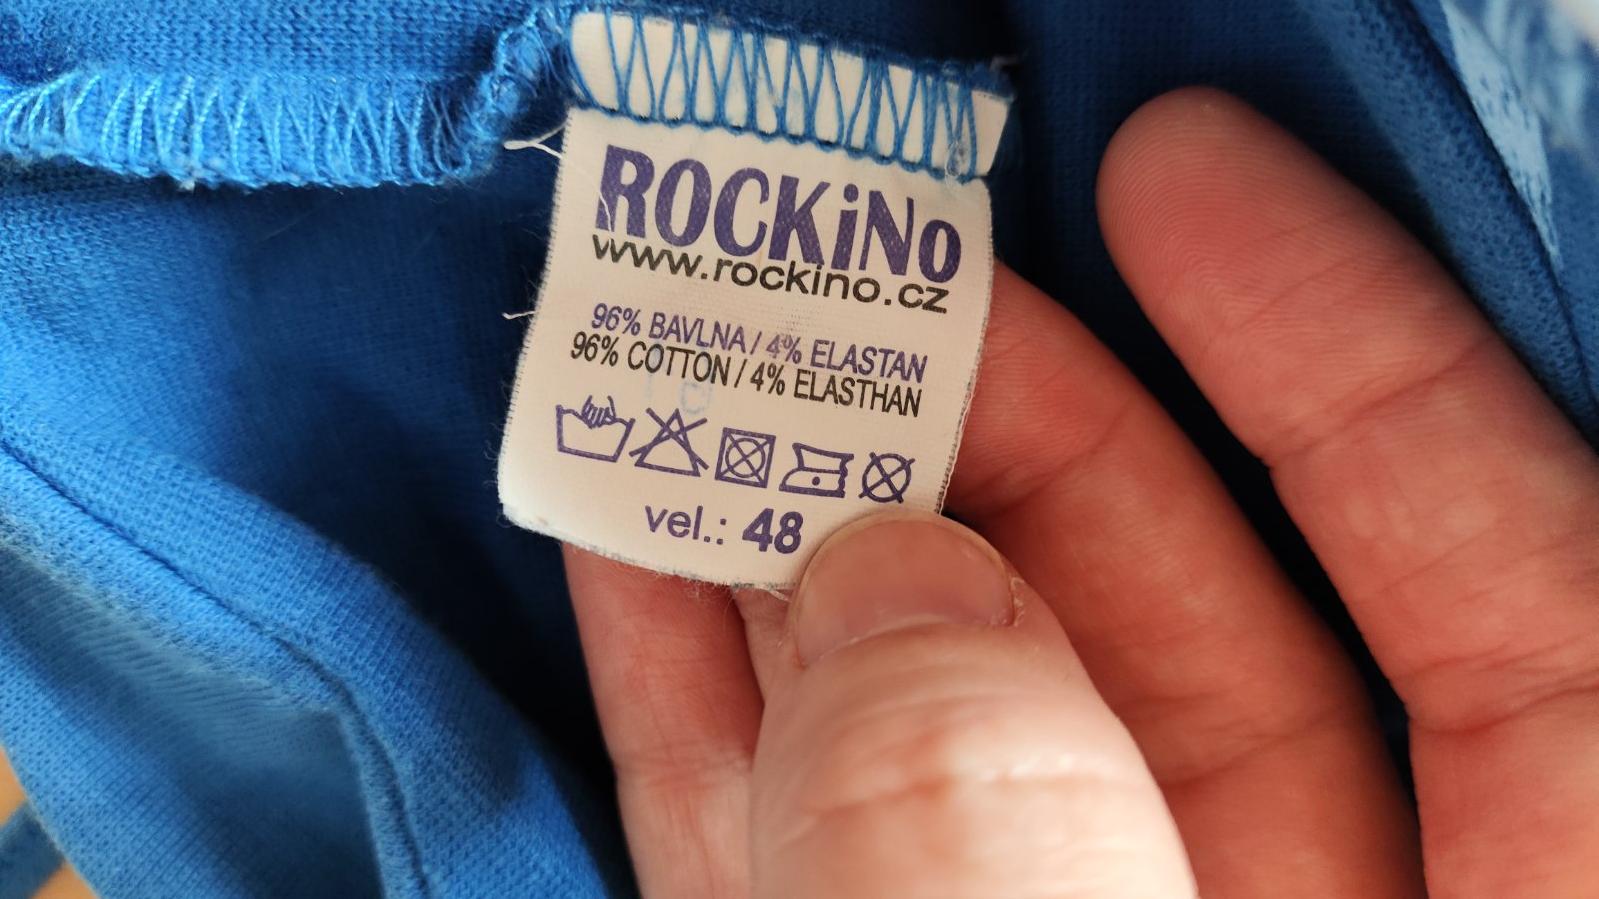 ROCKiNo
www.rockino.cz
96% BAVLNA / 4% ELASTAN
96% COTTON / 4% ELASTHAN
vel.: 48